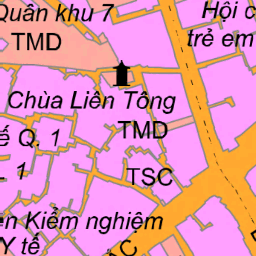 Quân khu 7
Hội c
trẻ em
TMD
Chùa Liên Tông
TMD
ế Q. 1
. 1
TSC
n Kiểm nghiệm
Y tế
C